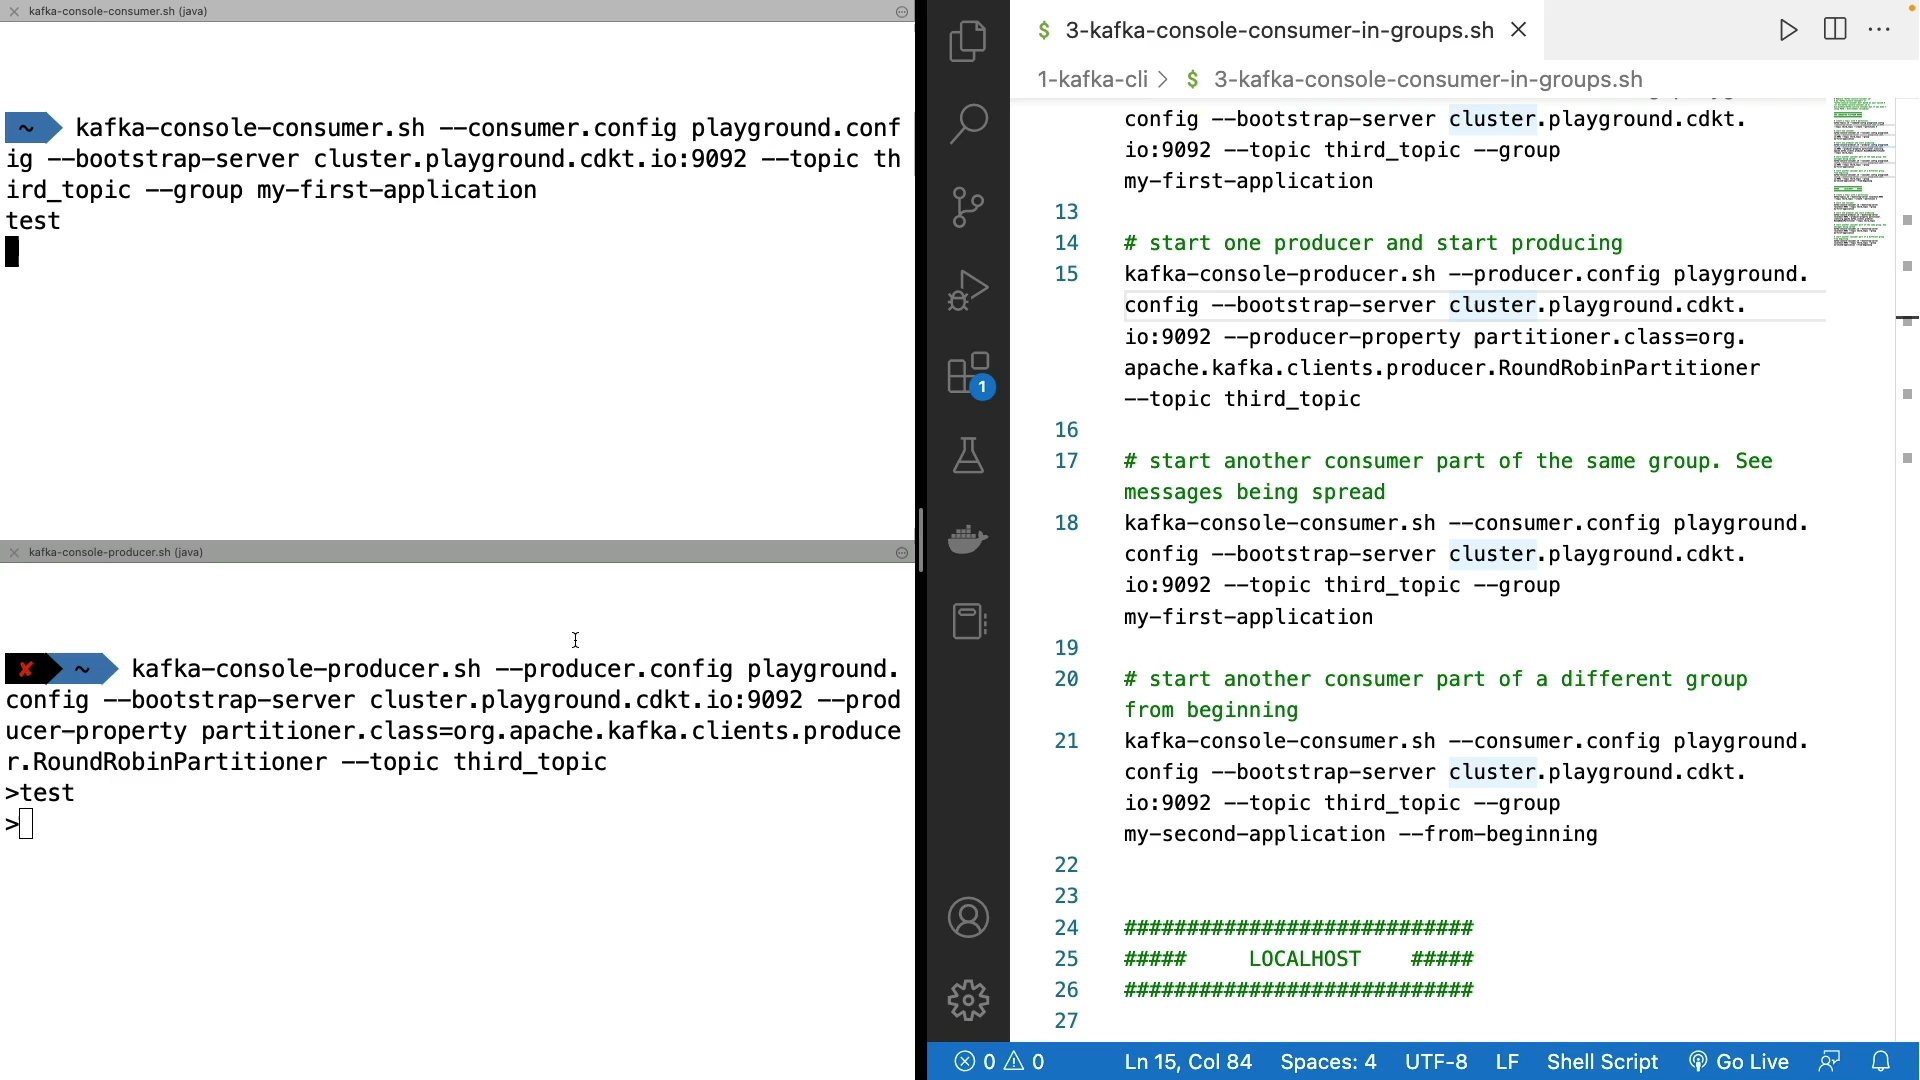 kafka-console-consumer.sh (java)
~ kafka-console-consumer.sh --consumer.config playground.conf
ig --bootstrap-server cluster.playground.cdkt.io:9092 --topic th
ird_topic --group my-first-application
test
kafka-console-producer.sh (java)
✘ ~ kafka-console-producer.sh --producer.config playground.
config --bootstrap-server cluster.playground.cdkt.io:9092 --prod
ucer-property partitioner.class=org.apache.kafka.clients.produce
r.RoundRobinPartitioner --topic third_topic
>test
>
1
$ 3-kafka-console-consumer-in-groups.sh
1-kafka-cli > $ 3-kafka-console-consumer-in-groups.sh
config --bootstrap-server cluster.playground.cdkt.
io:9092 --topic third_topic --group
my-first-application
13
14 # start one producer and start producing
15 kafka-console-producer.sh --producer.config playground.
config --bootstrap-server cluster.playground.cdkt.
io:9092 --producer-property partitioner.class=org.
apache.kafka.clients.producer.RoundRobinPartitioner
--topic third_topic
16
17 # start another consumer part of the same group. See
messages being spread
18 kafka-console-consumer.sh --consumer.config playground.
config --bootstrap-server cluster.playground.cdkt.
io:9092 --topic third_topic --group
my-first-application
19
20 # start another consumer part of a different group
from beginning
21 kafka-console-consumer.sh --consumer.config playground.
config --bootstrap-server cluster.playground.cdkt.
io:9092 --topic third_topic --group
my-second-application --from-beginning
22
23
24 ############################
25 ##### LOCALHOST #####
26 ############################
27
0 0 Ln 15, Col 84 Spaces: 4 UTF-8 LF Shell Script Go Live